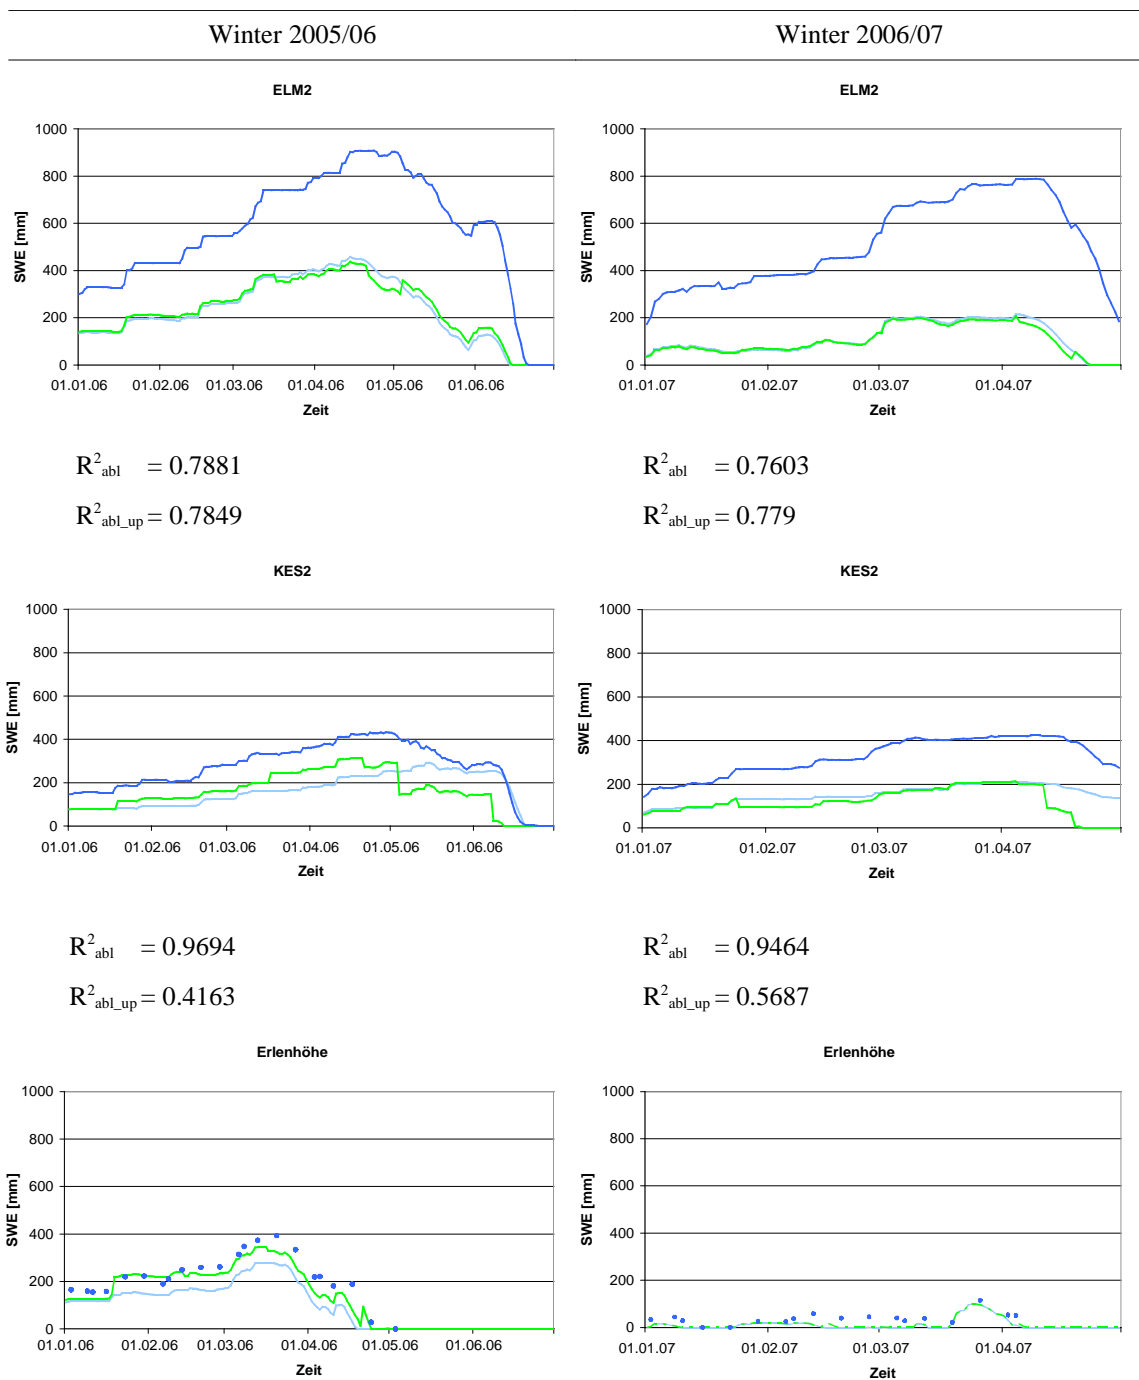 Winter 2005/06 Winter 2006/07
ELM2 ELM2
1000 1000
800 800
600 600
SWE [mm] SWE [mm]
400 400
200 200
0 0
01.01.06 01.02.06 01.03.06 01.04.06 01.05.06 01.06.06 01.01.07 01.02.07 01.03.07 01.04.07
Zeit Zeit
R²abl = 0.7881 R²abl = 0.7603
R²abl_up = 0.7849 R²abl_up = 0.779
KES2 KES2
1000 1000
800 800
600 600
SWE [mm] SWE [mm]
400 400
200 200
0 0
01.01.06 01.02.06 01.03.06 01.04.06 01.05.06 01.06.06 01.01.07 01.02.07 01.03.07 01.04.07
Zeit Zeit
R²abl = 0.9694 R²abl = 0.9464
R²abl_up = 0.4163 R²abl_up = 0.5687
Erlenhöhe Erlenhöhe
1000 1000
800 800
600 600
SWE [mm] SWE [mm]
400 400
200 200
0 0
01.01.06 01.02.06 01.03.06 01.04.06 01.05.06 01.06.06 01.01.07 01.02.07 01.03.07 01.04.07
Zeit Zeit